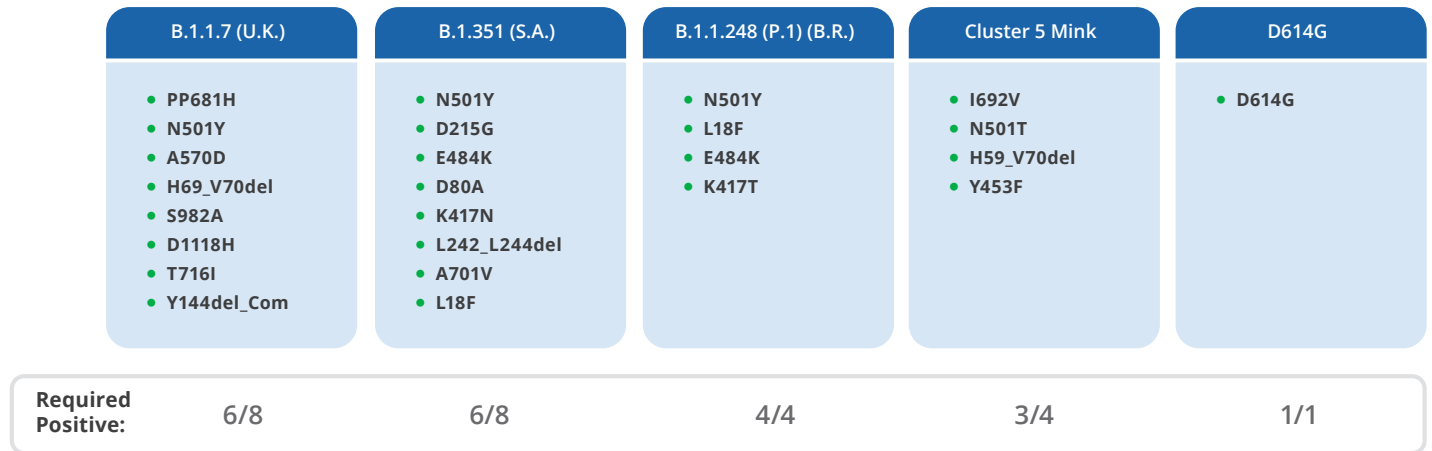 B.1.1.7 (U.K.)
PP681H
N501Y
A570D
H69_V70del
S982A
D1118H
T716I
Y144del_Com
B.1.351 (S.A.)
N501Y
D215G
E484K
D80A
K417N
L242_L244del
A701V
L18F
B.1.1.248 (P.1) (B.R.)
N501Y
L18F
E484K
K417T
Cluster 5 Mink
I692V
N501T
H59_V70del
Y453F
D614G
D614G
Required
Positive:
6/8
6/8
4/4
3/4
1/1